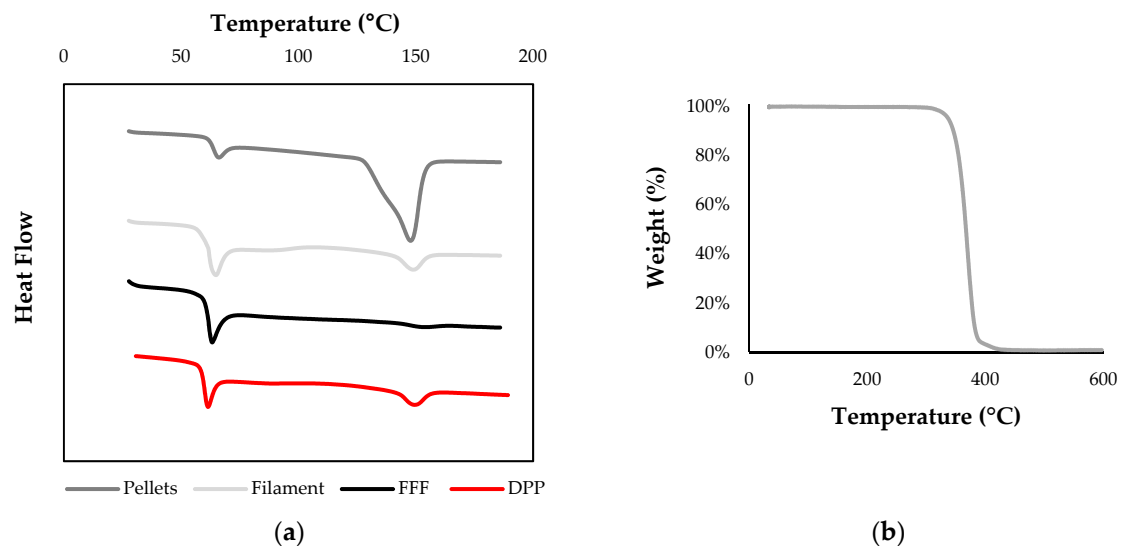 Temperature (°C)
0 50 100 150 200
Heat Flow
Pellets Filament FFF DPP
(a)
100%
80%
60%
40%
20%
0%
Weight (%)
0 200 400 600
Temperature (°C)
(b)